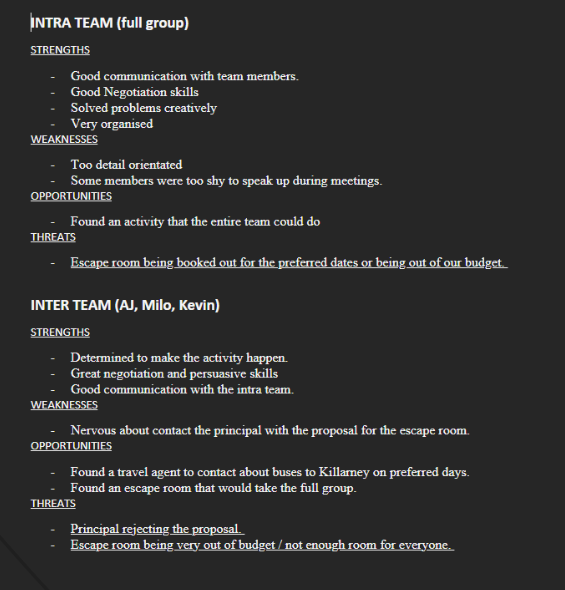 INTRA TEAM (full group)
STRENGTHS
- Good communication with team members.
- Good Negotiation skills
- Solved problems creatively
- Very organised
WEAKNESSES
- Too detail orientated
- Some members were too shy to speak up during meetings.
OPPORTUNITIES
- Found an activity that the entire team could do
THREATS
- Escape room being booked out for the preferred dates or being out of our budget.
INTER TEAM (AJ, Milo, Kevin)
STRENGTHS
- Determined to make the activity happen.
- Great negotiation and persuasive skills
- Good communication with the intra team.
WEAKNESSES
- Nervous about contact the principal with the proposal for the escape room.
OPPORTUNITIES
- Found a travel agent to contact about buses to Killarney on preferred days.
- Found an escape room that would take the full group.
THREATS
- Principal rejecting the proposal.
- Escape room being very out of budget / not enough room for everyone.